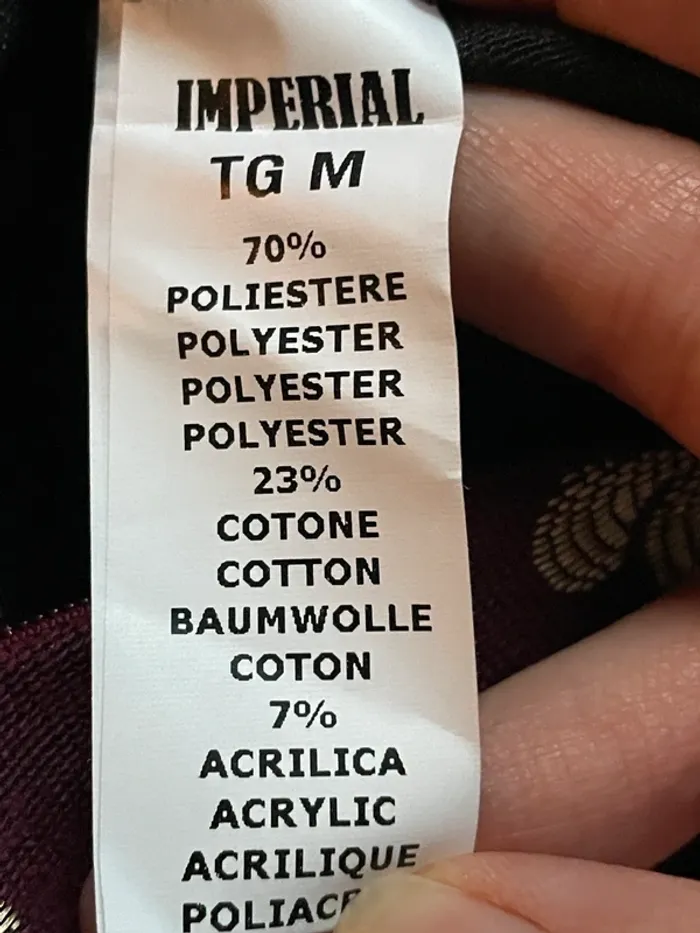 IMPERIAL
TG M
70%
POLIESTERE
POLYESTER
POLYESTER
POLYESTER
23%
COTONE
COTTON
BAUMWOLLE
COTON
7%
ACRILICA
ACRYLIC
ACRILIQUE